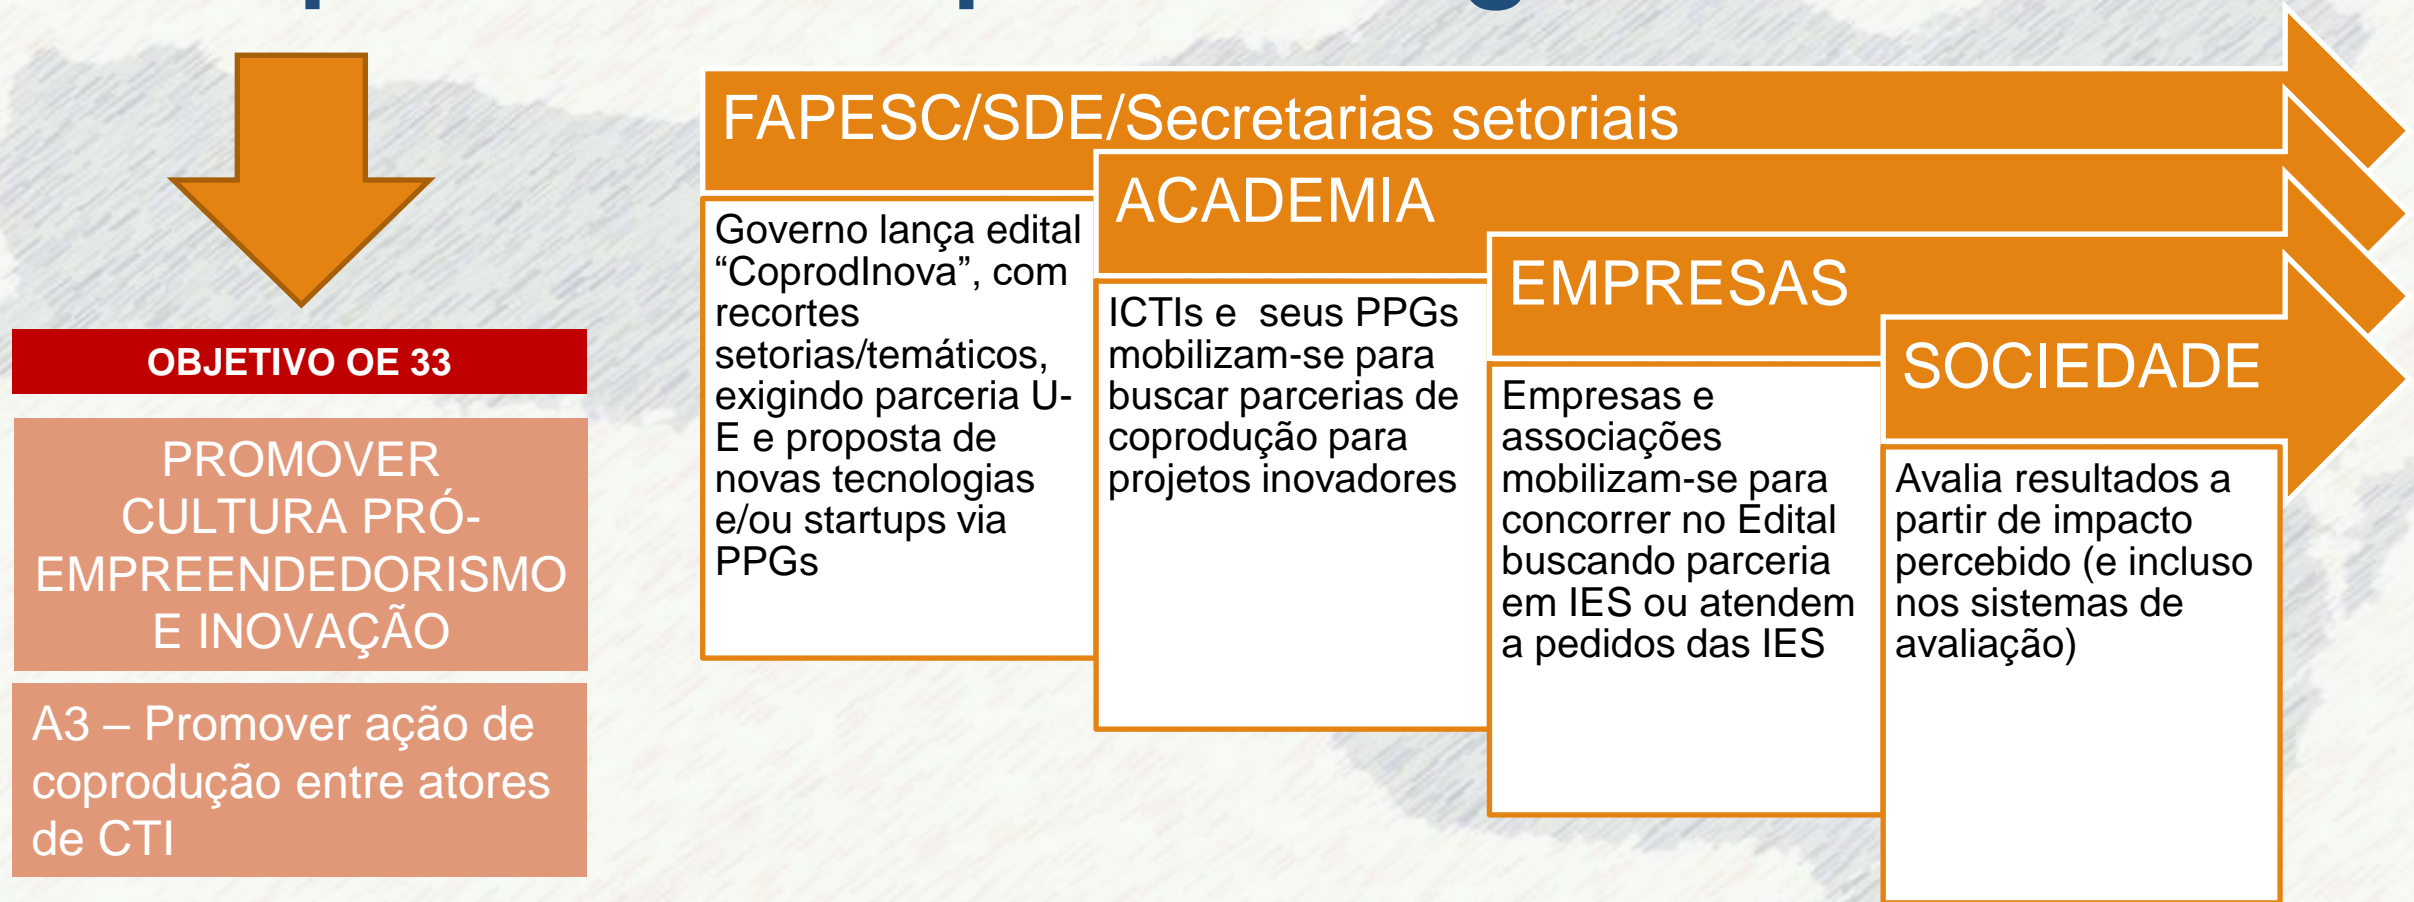 OBJETIVO OE 33
PROMOVER
CULTURA PRÓ-
EMPREENDEDORISMO
E INOVAÇÃO
A3 – Promover ação de
coprodução entre atores
de CTI
FAPESC/SDE/Secretarias setoriais
Governo lança edital
“CoprodInova”, com
recortes
setorias/temáticos,
exigindo parceria U-
E e proposta de
novas tecnologias
e/ou startups via
PPGs
ACADEMIA
ICTIs e  seus PPGs
mobilizam-se para
buscar parcerias de
coprodução para
projetos inovadores
EMPRESAS
Empresas e
associações
mobilizam-se para
concorrer no Edital
buscando parceria
em IES ou atendem
a pedidos das IES
SOCIEDADE
Avalia resultados a
partir de impacto
percebido (e incluso
nos sistemas de
avaliação)